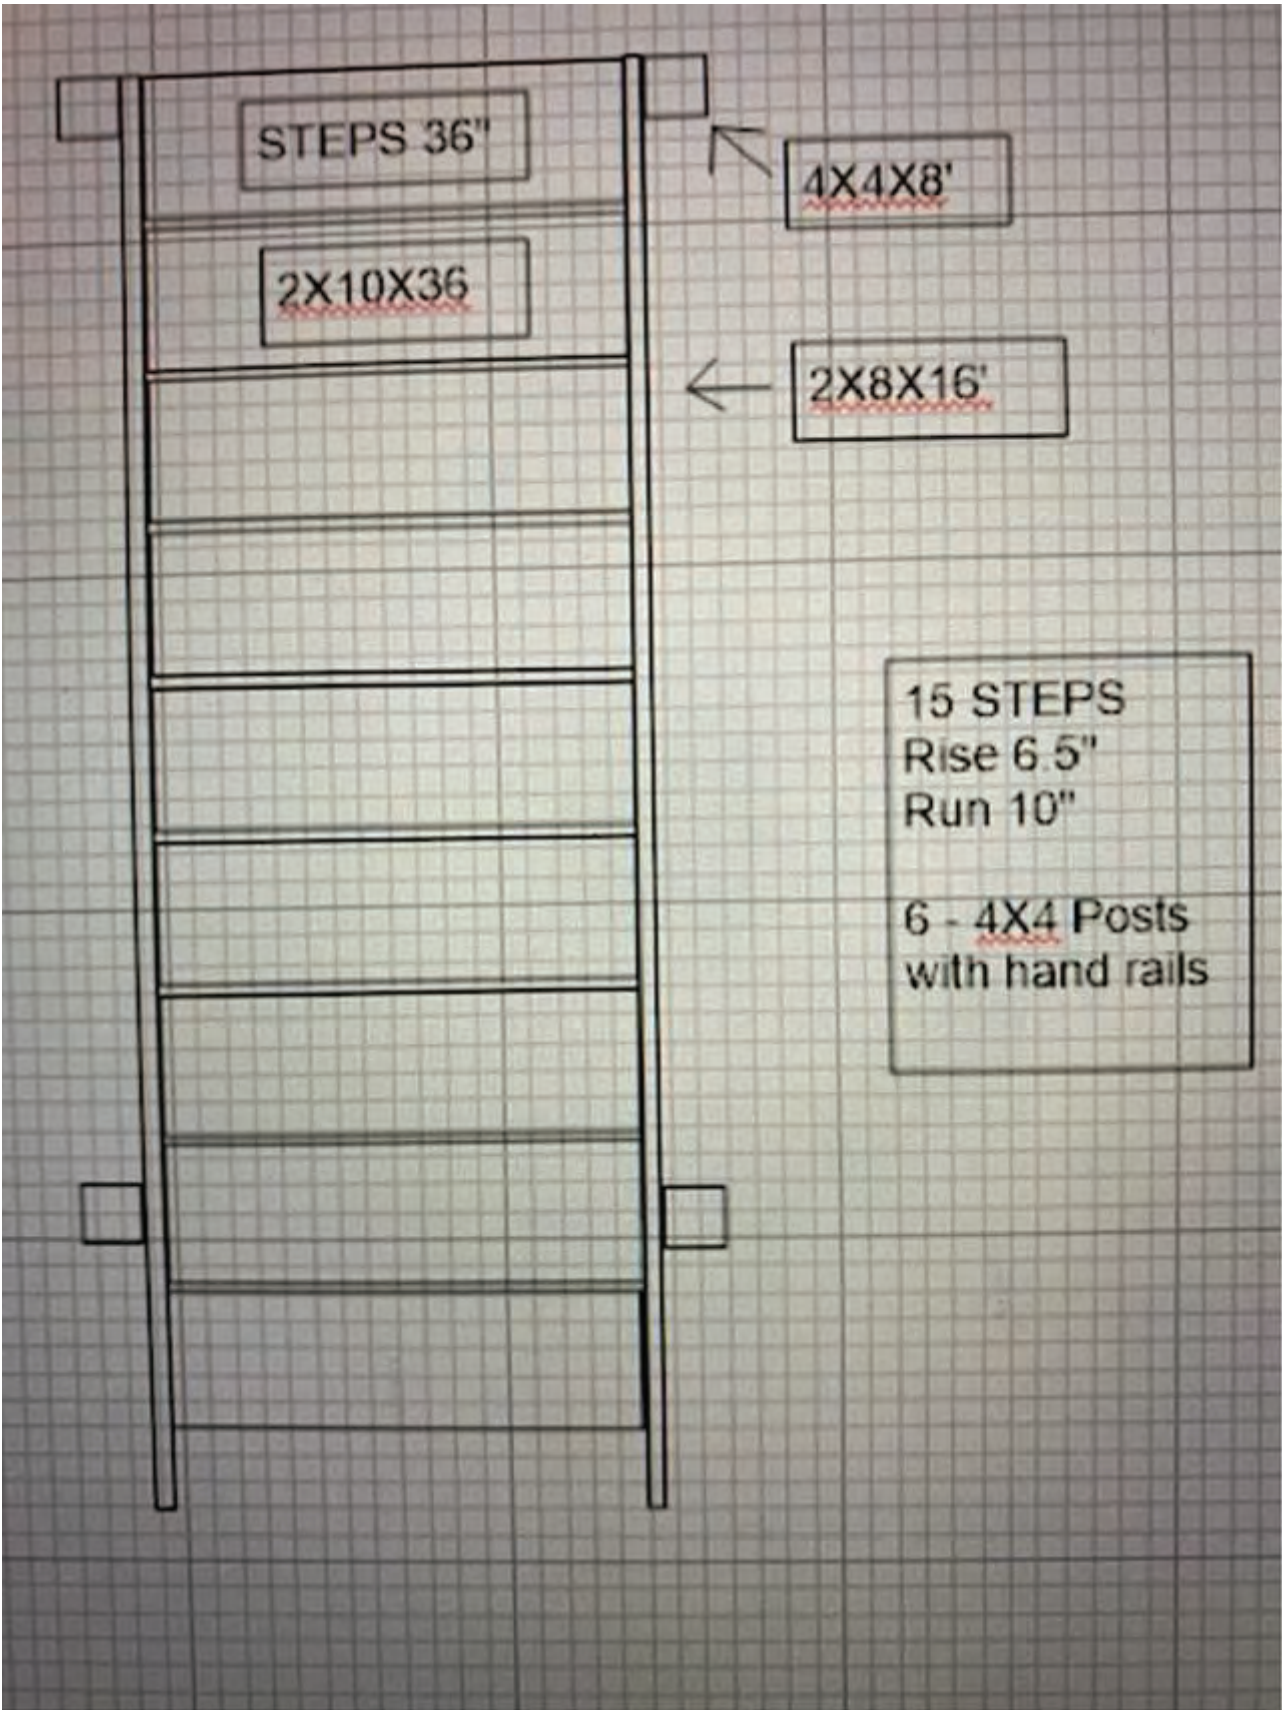 STEPS 36"
4X4X8'
2X10X36
2X8X16'
15 STEPS
Rise 6.5"
Run 10"
6 - 4X4 Posts
with hand rails